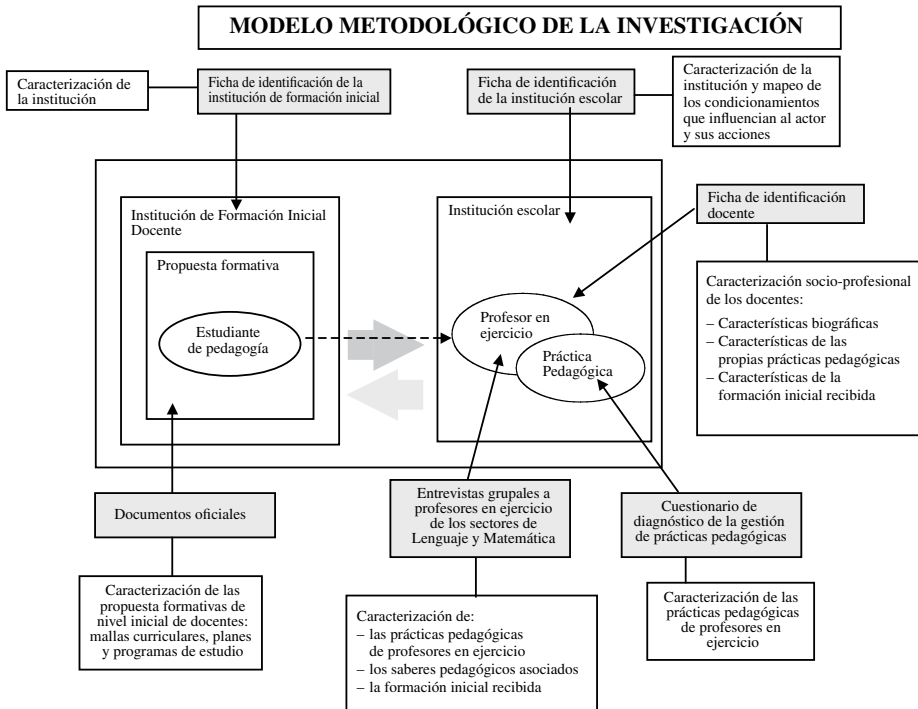 MODELO METODOLÓGICO DE LA INVESTIGACIÓN
Caracterización de
la institución
Ficha de identificación de la
institución de formación inicial
Ficha de identificación
de la institución escolar
Caracterización de la
institución y mapeo de
los condicionamientos
que influencian al actor
y sus acciones
Institución de Formación Inicial
Docente
Propuesta formativa
Estudiante
de pedagogía
Institución escolar
Profesor en
ejercicio
Práctica
Pedagógica
Ficha de identificación
docente
Caracterización socio-profesional
de los docentes:
– Características biográficas
– Características de las
propias prácticas pedagógicas
– Características de la
formación inicial recibida
Documentos oficiales
Caracterización de las
propuesta formativas de
nivel inicial de docentes:
mallas curriculares, planes
y programas de estudio
Entrevistas grupales a
profesores en ejercicio
de los sectores de
Lenguaje y Matemática
Caracterización de:
– las prácticas pedagógicas
de profesores en ejercicio
– los saberes pedagógicos asociados
– la formación inicial recibida
Cuestionario de
diagnóstico de la gestión
de prácticas pedagógicas
Caracterización de las
prácticas pedagógicas
de profesores en
ejercicio